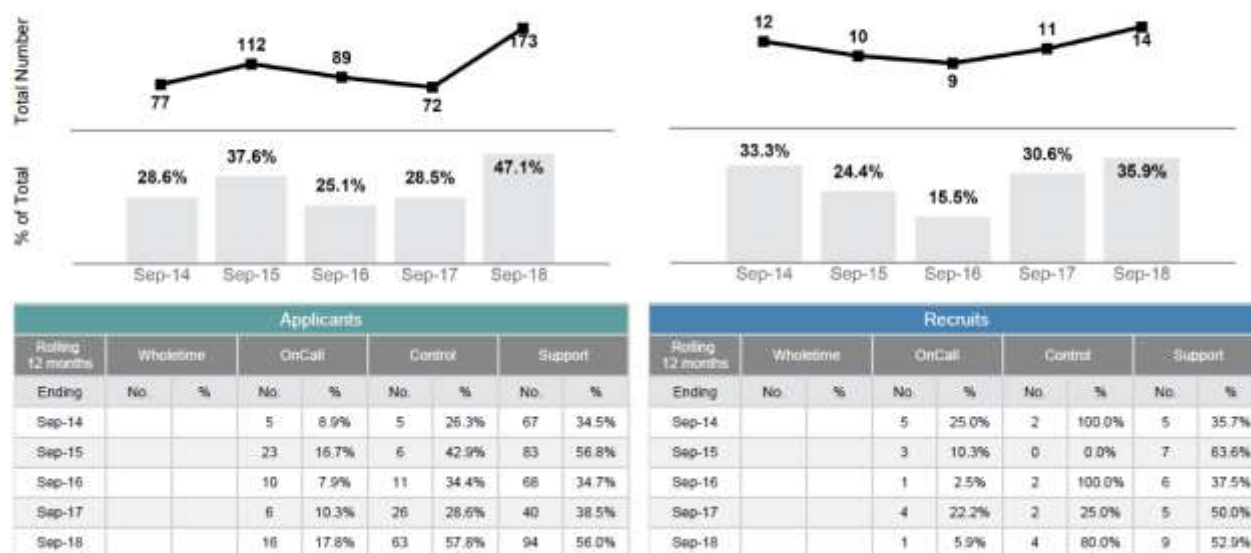 Total Number
77 112 89 72 173
% of Total
28.6% 37.6% 25.1% 28.5% 47.1%
Sep-14 Sep-15 Sep-16 Sep-17 Sep-18
12 10 9 11 14
33.3% 24.4% 15.5% 30.6% 35.9%
Sep-14 Sep-15 Sep-16 Sep-17 Sep-18
Applicants
Rolling 12 months Wholetime OnCall Control Support
Ending No. % No. % No. % No. %
Sep-14 5 8.9% 5 26.3% 67 34.5%
Sep-15 23 16.7% 6 42.9% 83 56.8%
Sep-16 10 7.9% 11 34.4% 68 34.7%
Sep-17 6 10.3% 26 28.6% 40 38.5%
Sep-18 16 17.8% 63 57.8% 94 56.0%
Recruits
Rolling 12 months Wholetime OnCall Control Support
Ending No. % No. % No. % No. %
Sep-14 5 25.0% 2 100.0% 5 35.7%
Sep-15 3 10.3% 0 0.0% 7 63.6%
Sep-16 1 2.5% 2 100.0% 6 37.5%
Sep-17 4 22.2% 2 25.0% 5 50.0%
Sep-18 1 5.9% 4 80.0% 9 52.9%